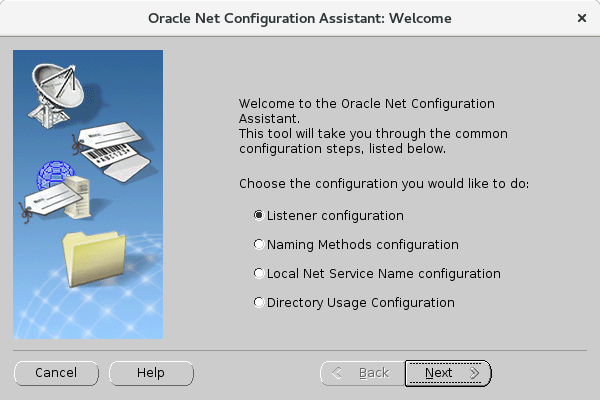 Oracle Net Configuration Assistant: Welcome
Welcome to the Oracle Net Configuration
Assistant.
This tool will take you through the common
configuration steps, listed below.
Choose the configuration you would like to do:
Listener configuration
Naming Methods configuration
Local Net Service Name configuration
Directory Usage Configuration
Cancel
Help
Back
Next